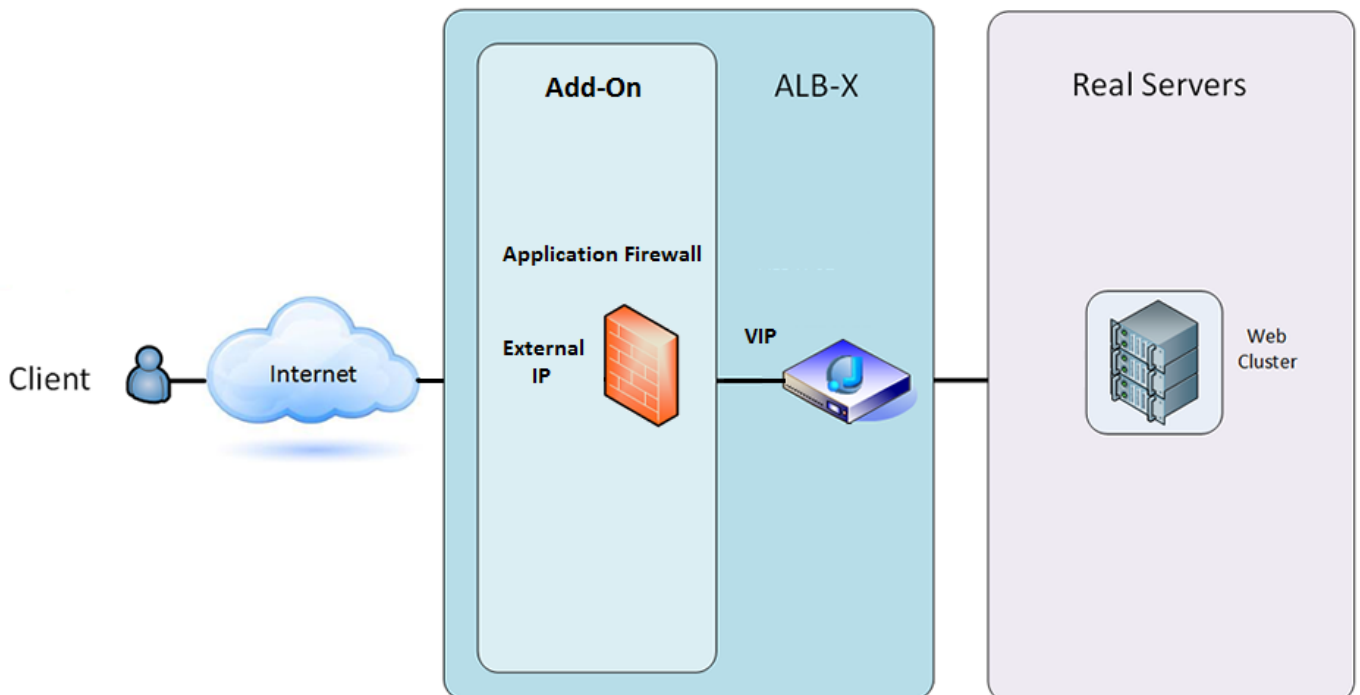 Add-On
ALB-X
Real Servers
Application Firewall
External
IP
VIP
Web
Cluster
Client
Internet